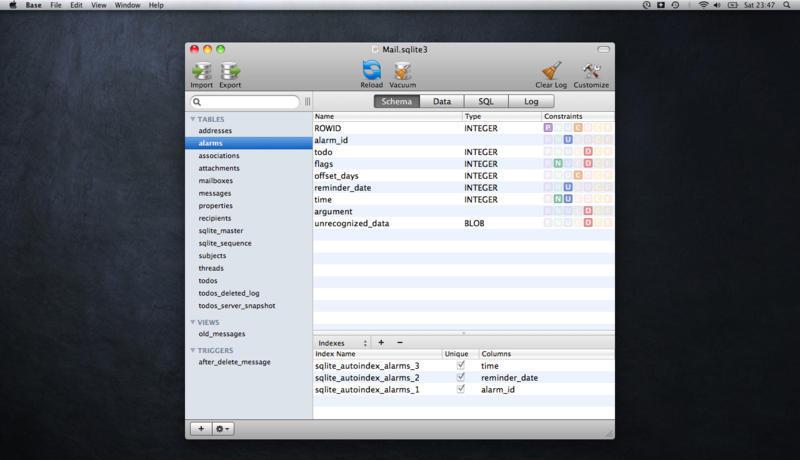 Base File Edit View Window Help Sat 23:47
Mail.sqlite3
Import Export Reload Vacuum Clear Log Customize
Schema Data SQL Log
TABLES
addresses
alarms
associations
attachments
mailboxes
messages
properties
recipients
sqlite_master
sqlite_sequence
subjects
threads
todos
todos_deleted_log
todos_server_snapshot
VIEWS
old_messages
TRIGGERS
after_delete_message
Name Type Constraints
ROWID INTEGER P C
alarm_id U
todo INTEGER D
flags INTEGER N D
offset_days INTEGER C
reminder_date INTEGER U
time INTEGER N U
argument D
unrecognized_data BLOB D
Indexes + −
Index Name Unique Columns
sqlite_autoindex_alarms_3 time
sqlite_autoindex_alarms_2 reminder_date
sqlite_autoindex_alarms_1 alarm_id
+